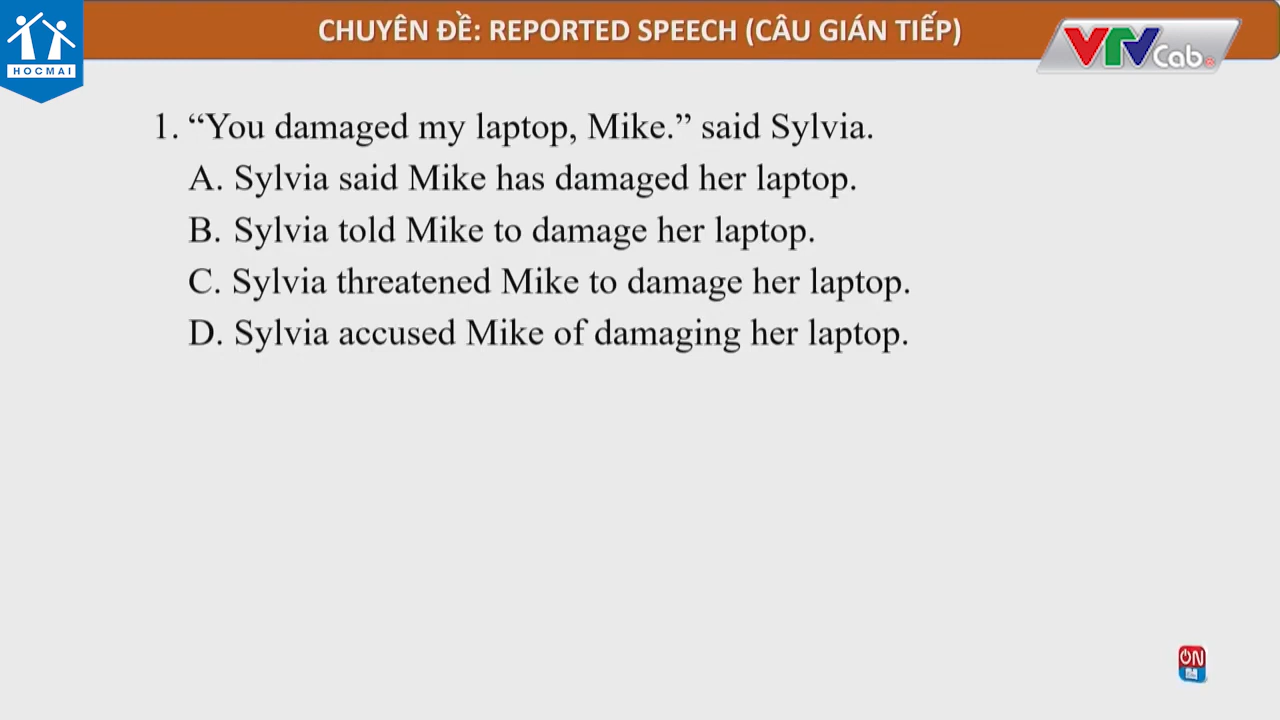 CHUYÊN ĐỀ: REPORTED SPEECH (CÂU GIÁN TIẾP)
HOCMAI
VTVCab
1. “You damaged my laptop, Mike.” said Sylvia.
A. Sylvia said Mike has damaged her laptop.
B. Sylvia told Mike to damage her laptop.
C. Sylvia threatened Mike to damage her laptop.
D. Sylvia accused Mike of damaging her laptop.
ON